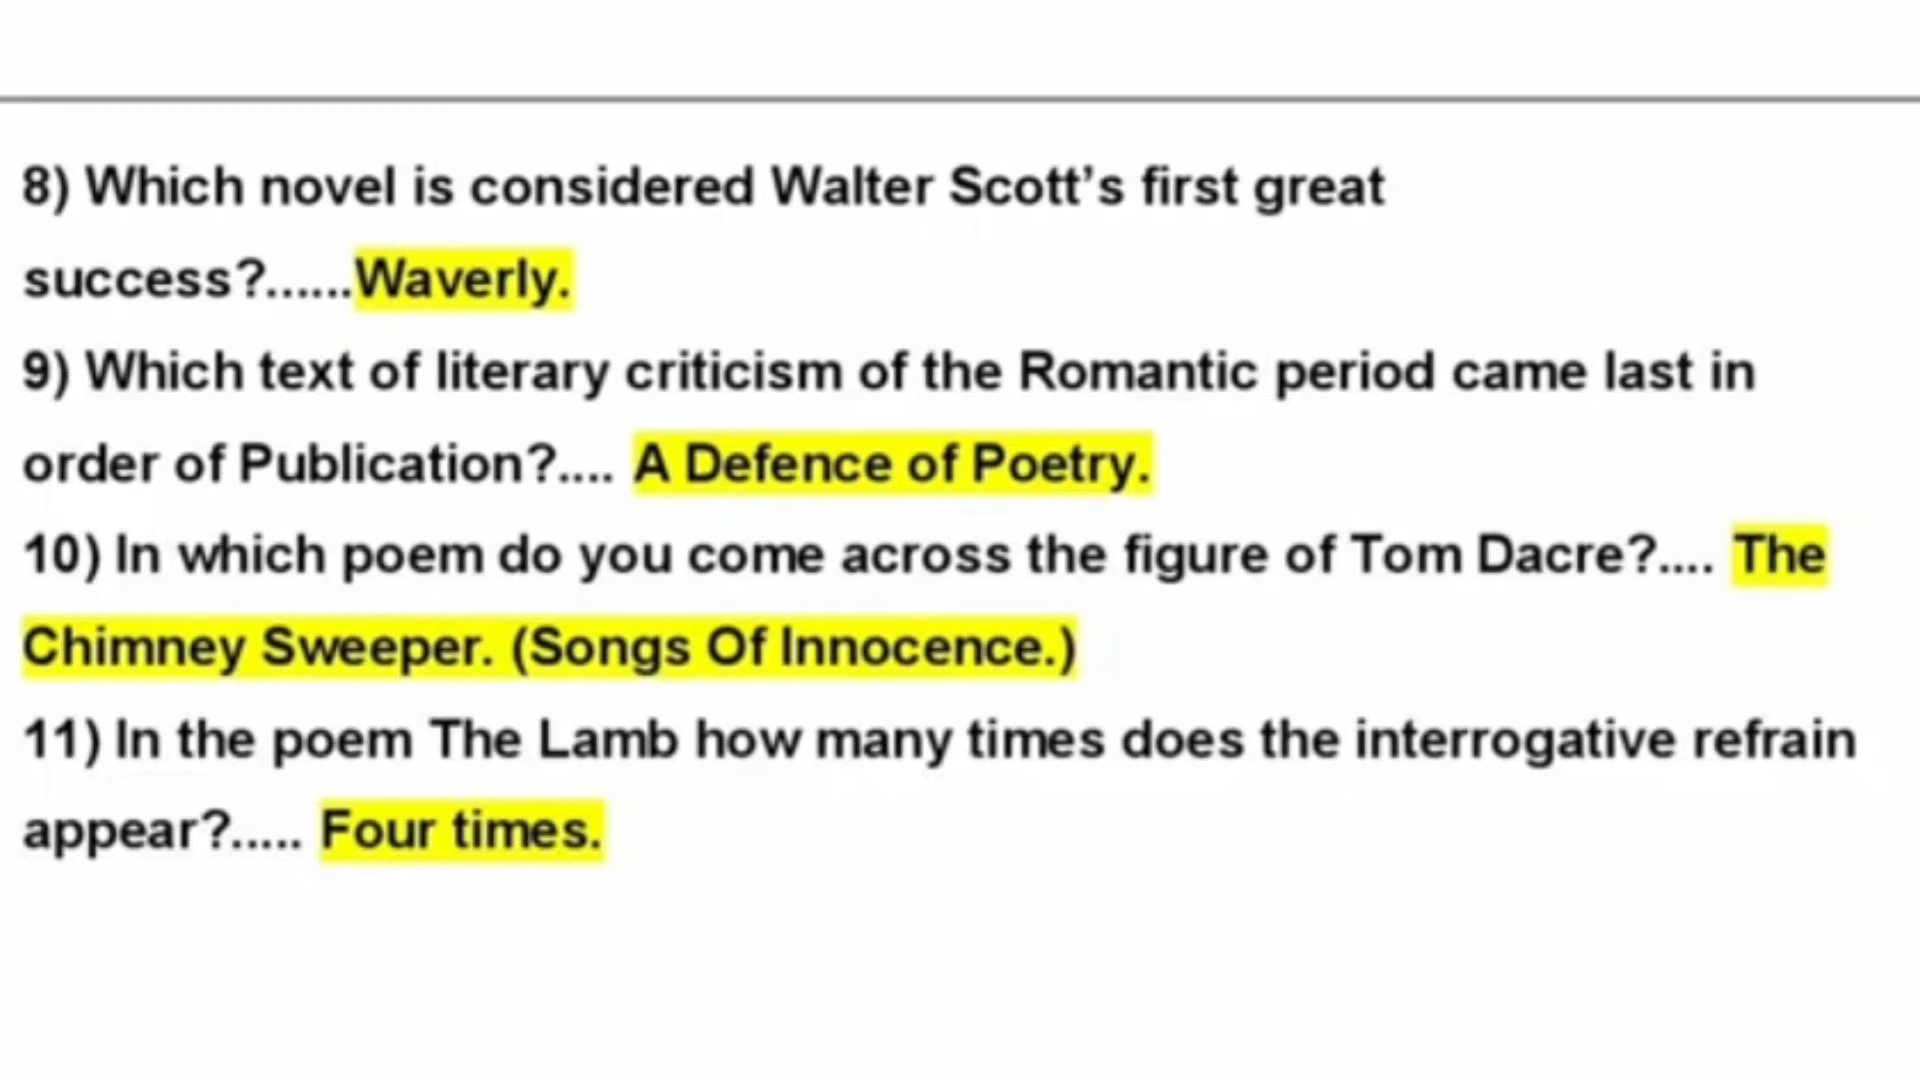 8) Which novel is considered Walter Scott’s first great
success?......Waverly.
9) Which text of literary criticism of the Romantic period came last in
order of Publication?.... A Defence of Poetry.
10) In which poem do you come across the figure of Tom Dacre?.... The
Chimney Sweeper. (Songs Of Innocence.)
11) In the poem The Lamb how many times does the interrogative refrain
appear?..... Four times.